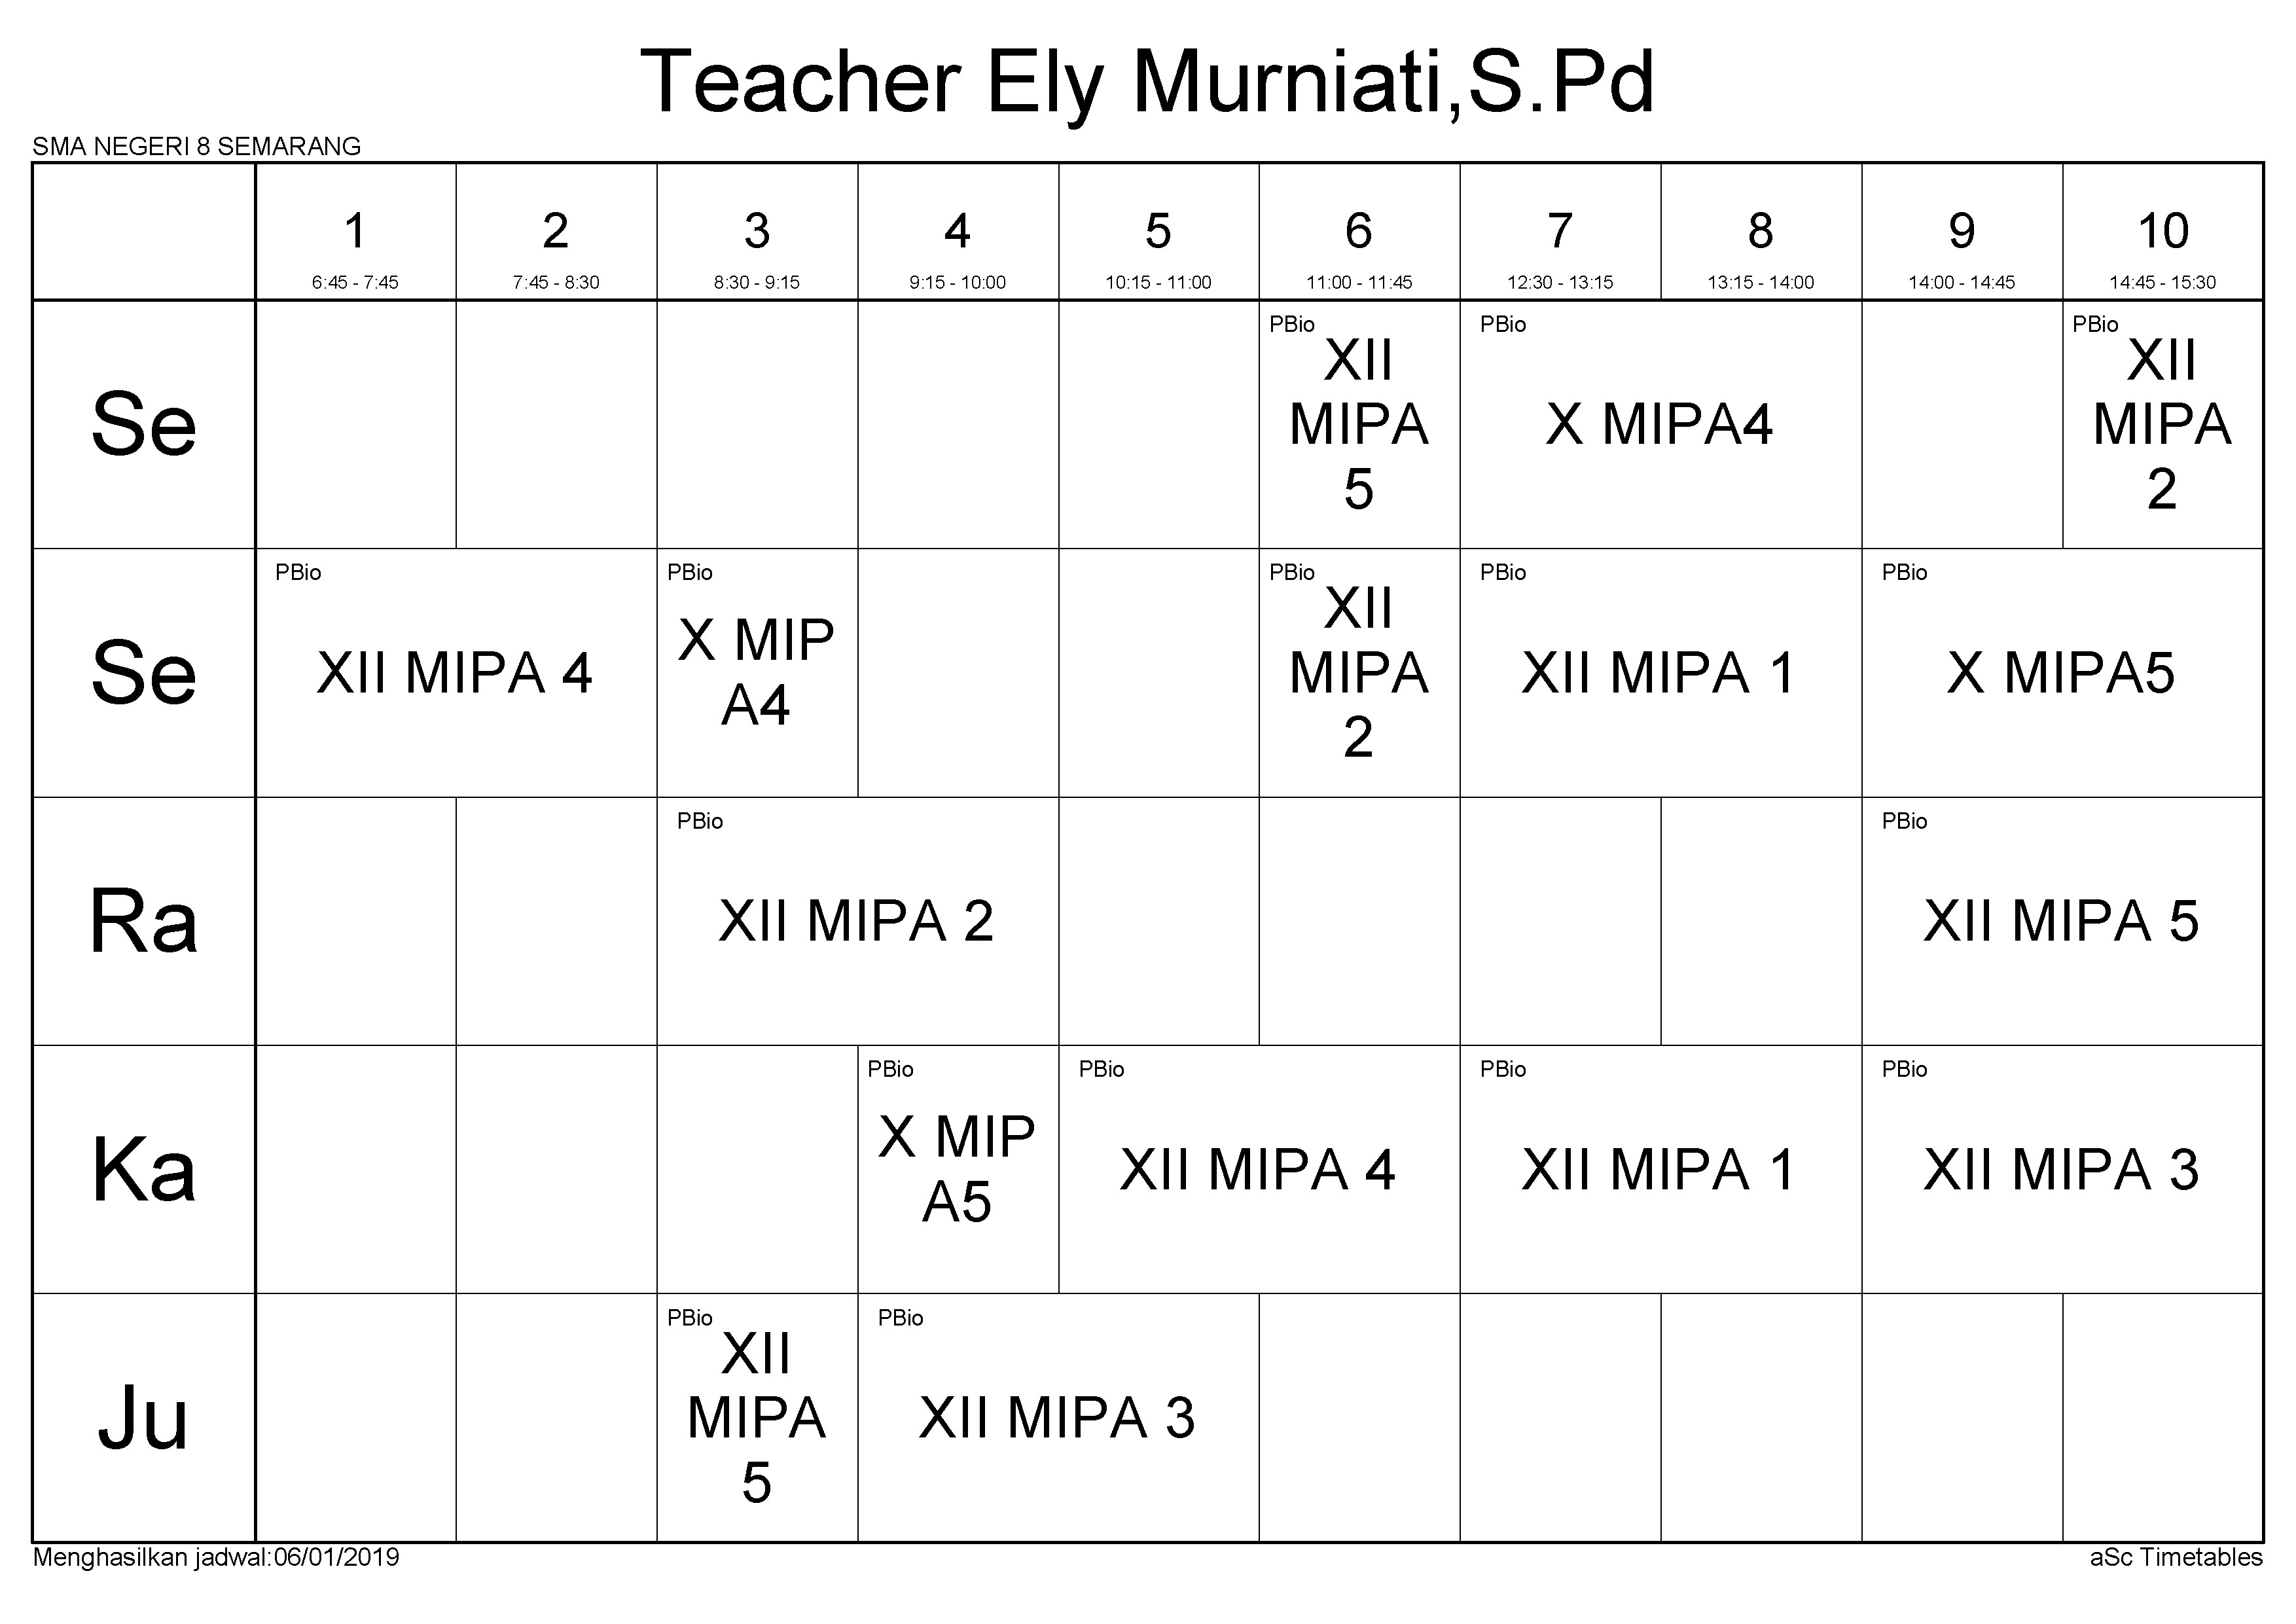 Teacher Ely Murniati,S.Pd
SMA NEGERI 8 SEMARANG
1 2 3 4 5 6 7 8 9 10
6:45 - 7:45 7:45 - 8:30 8:30 - 9:15 9:15 - 10:00 10:15 - 11:00 11:00 - 11:45 12:30 - 13:15 13:15 - 14:00 14:00 - 14:45 14:45 - 15:30
Se
PBio
XII
MIPA
5
PBio
X MIPA4
PBio
XII
MIPA
2
Se
PBio
XII MIPA 4
PBio
X MIP
A4
PBio
XII
MIPA
2
PBio
XII MIPA 1
PBio
X MIPA5
Ra
PBio
XII MIPA 2
PBio
XII MIPA 5
Ka
PBio
X MIP
A5
PBio
XII MIPA 4
PBio
XII MIPA 1
PBio
XII MIPA 3
Ju
PBio
XII
MIPA
5
PBio
XII MIPA 3
Menghasilkan jadwal:06/01/2019
aSc Timetables